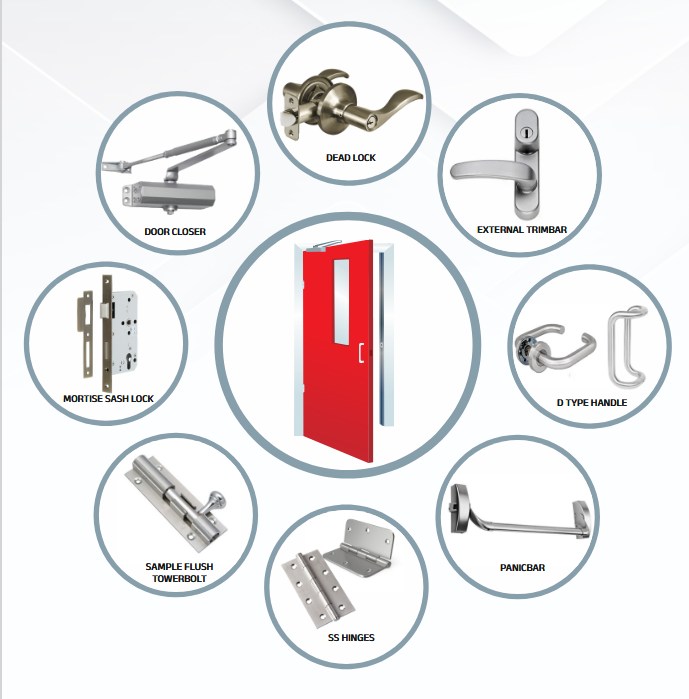 DEAD LOCK
DOOR CLOSER
EXTERNAL TRIMBAR
MORTISE SASH LOCK
D TYPE HANDLE
SAMPLE FLUSH
TOWERBOLT
PANICBAR
SS HINGES